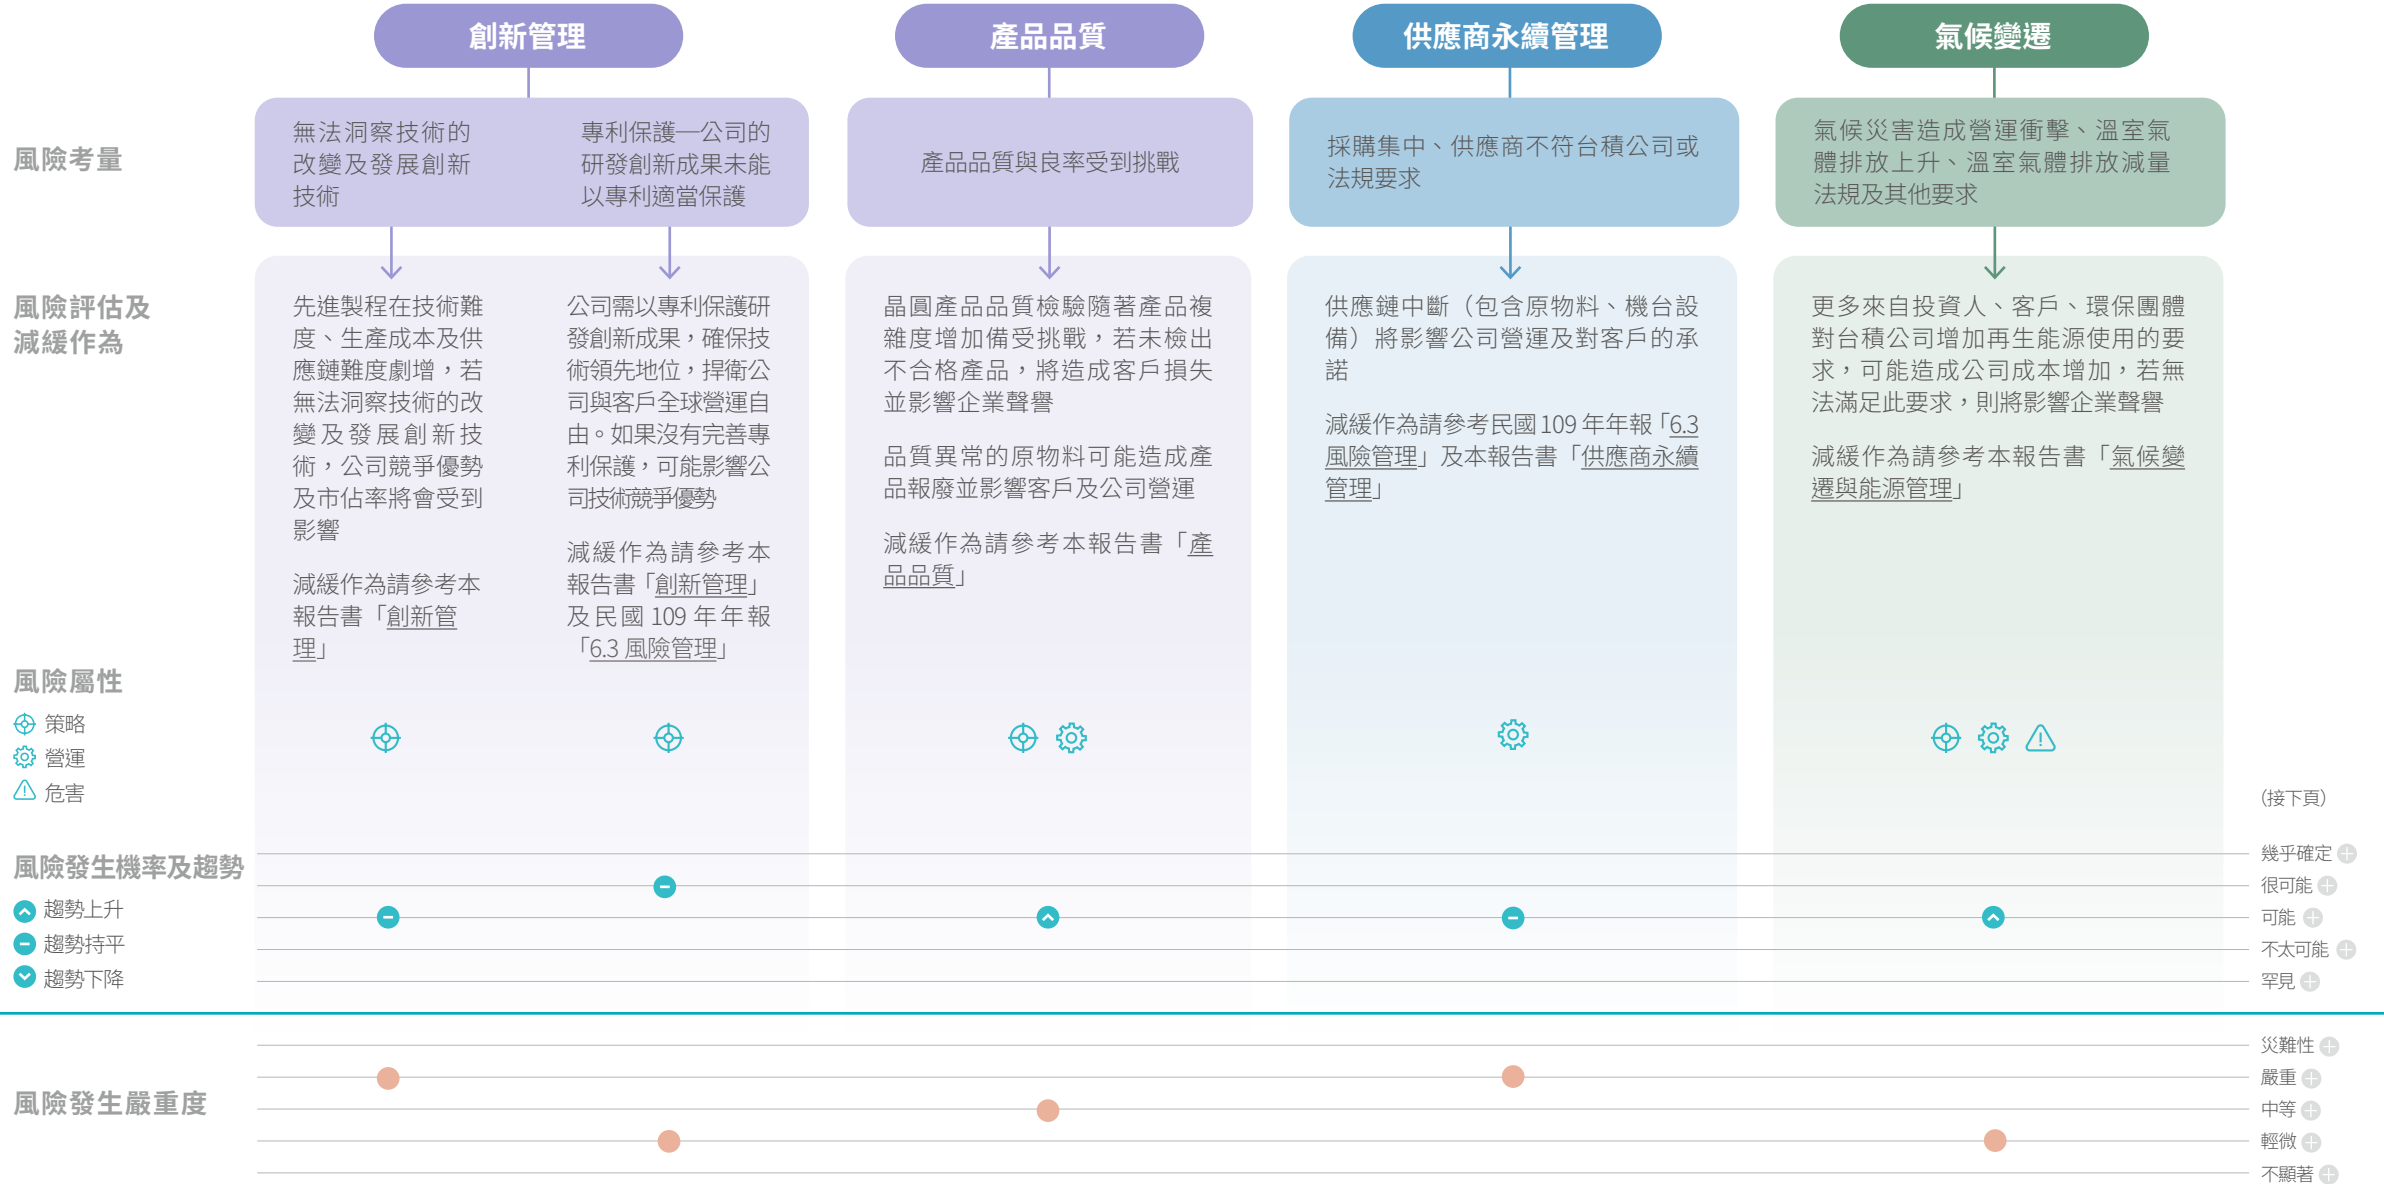 創新管理
產品品質
供應商永續管理
氣候變遷
風險考量
無法洞察技術的
改變及發展創新
技術
專利保護—公司的
研發創新成果未能
以專利適當保護
產品品質與良率受到挑戰
採購集中、供應商不符台積公司或
法規要求
氣候災害造成營運衝擊、溫室氣
體排放上升、溫室氣體排放減量
法規及其他要求
風險評估及
減緩作為
先進製程在技術難
度、生產成本及供
應鏈難度劇增，若
無法洞察技術的改
變及發展創新技
術，公司競爭優勢
及市佔率將會受到
影響
減緩作為請參考本
報告書「創新管
理」
公司需以專利保護研
發創新成果，確保技
術領先地位，捍衛公
司與客戶全球營運自
由。如果沒有完善專
利保護，可能影響公
司技術競爭優勢
減緩作為請參考本
報告書「創新管理」
及民國 109 年年報
「6.3 風險管理」
晶圓產品品質檢驗隨著產品複
雜度增加備受挑戰，若未檢出
不合格產品，將造成客戶損失
並影響企業聲譽
品質異常的原物料可能造成產
品報廢並影響客戶及公司營運
減緩作為請參考本報告書「產
品品質」
供應鏈中斷（包含原物料、機台設
備）將影響公司營運及對客戶的承
諾
減緩作為請參考民國 109 年年報「6.3
風險管理」及本報告書「供應商永續
管理」
更多來自投資人、客戶、環保團體
對台積公司增加再生能源使用的要
求，可能造成公司成本增加，若無
法滿足此要求，則將影響企業聲譽
減緩作為請參考本報告書「氣候變
遷與能源管理」
風險屬性
策略
營運
危害
（接下頁）
風險發生機率及趨勢
趨勢上升
趨勢持平
趨勢下降
幾乎確定
很可能
可能
不太可能
罕見
風險發生嚴重度
災難性
嚴重
中等
輕微
不顯著